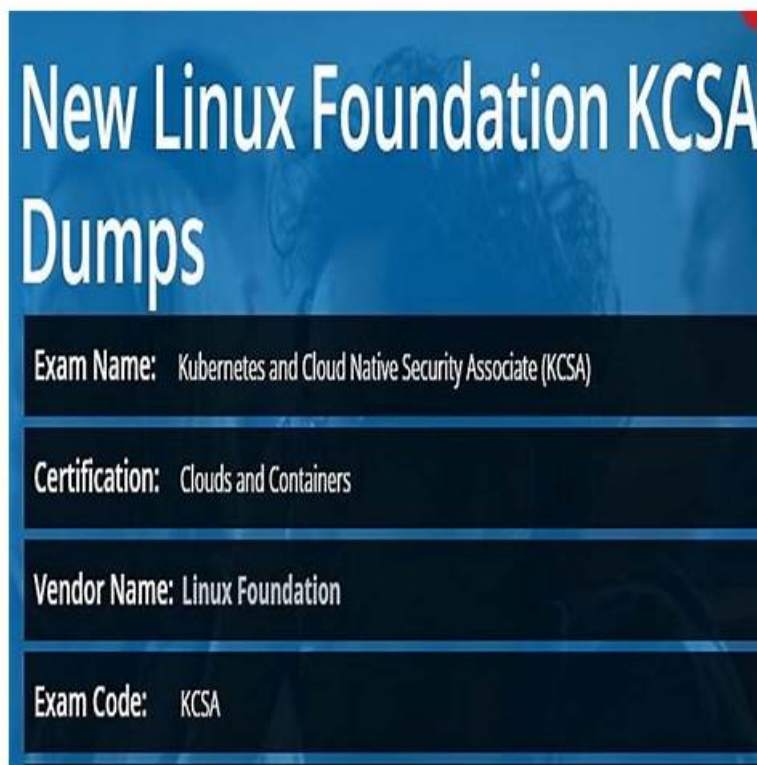 New Linux Foundation KCSA
Dumps
Exam Name: Kubernetes and Cloud Native Security Associate (KCSA)
Certification: Clouds and Containers
Vendor Name: Linux Foundation
Exam Code: KCSA